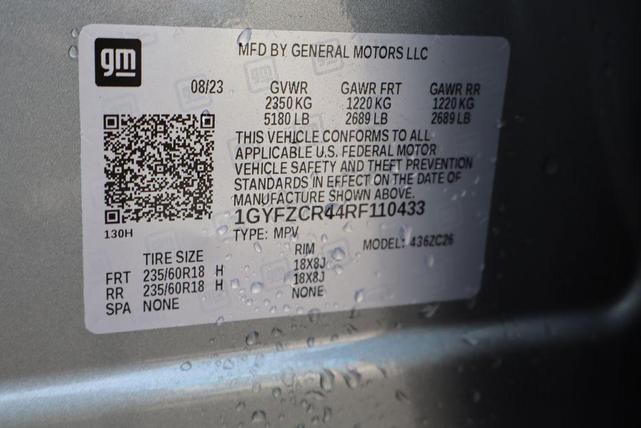 gm
MFD BY GENERAL MOTORS LLC
08/23 GVWR GAWR FRT GAWR RR
2350 KG 1220 KG 1220 KG
5180 LB 2689 LB 2689 LB
THIS VEHICLE CONFORMS TO ALL
APPLICABLE U.S. FEDERAL MOTOR
VEHICLE SAFETY AND THEFT PREVENTION
STANDARDS IN EFFECT ON THE DATE OF
MANUFACTURE SHOWN ABOVE.
1GYFZCR44RF110433
130H
TYPE: MPV MODEL: 436ZC26
TIRE SIZE RIM
FRT 235/60R18 H 18X8J
RR 235/60R18 H 18X8J
SPA NONE NONE